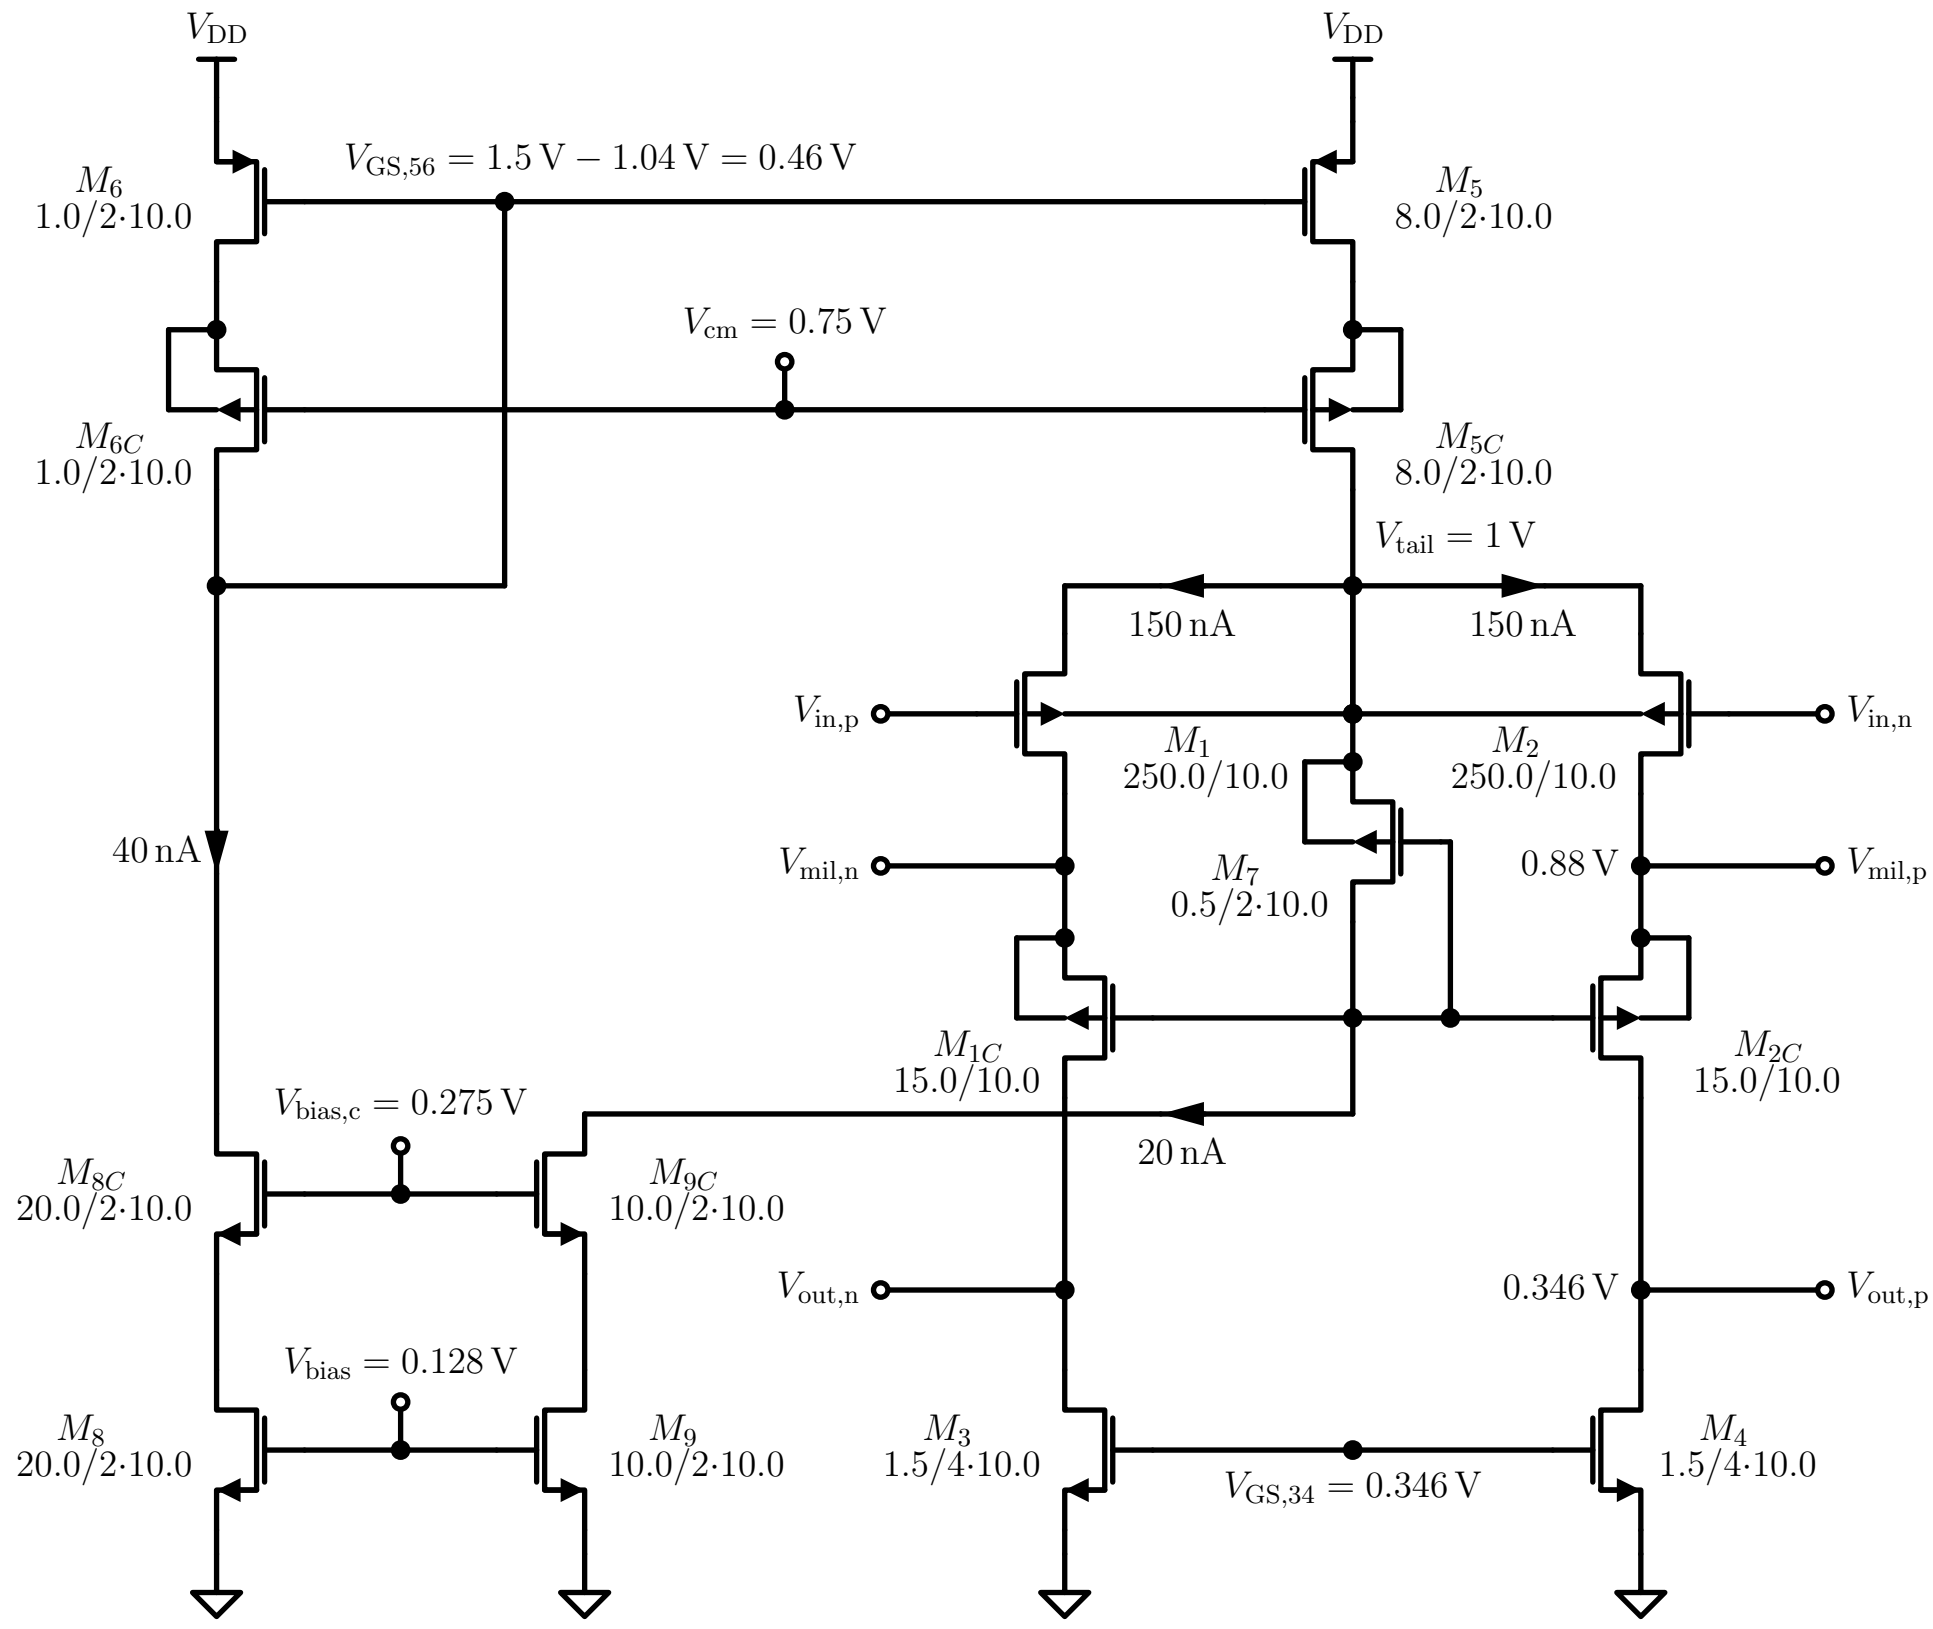 V_DD
V_DD
V_GS,56 = 1.5 V − 1.04 V = 0.46 V
M_6
1.0/2·10.0
M_5
8.0/2·10.0
V_cm = 0.75 V
M_6C
1.0/2·10.0
M_5C
8.0/2·10.0
V_tail = 1 V
150 nA
150 nA
V_in,p
V_in,n
M_1
250.0/10.0
M_2
250.0/10.0
40 nA
V_mil,n
M_7
0.5/2·10.0
0.88 V
V_mil,p
M_1C
15.0/10.0
M_2C
15.0/10.0
V_bias,c = 0.275 V
20 nA
M_8C
20.0/2·10.0
M_9C
10.0/2·10.0
V_out,n
0.346 V
V_out,p
V_bias = 0.128 V
M_8
20.0/2·10.0
M_9
10.0/2·10.0
M_3
1.5/4·10.0
V_GS,34 = 0.346 V
M_4
1.5/4·10.0